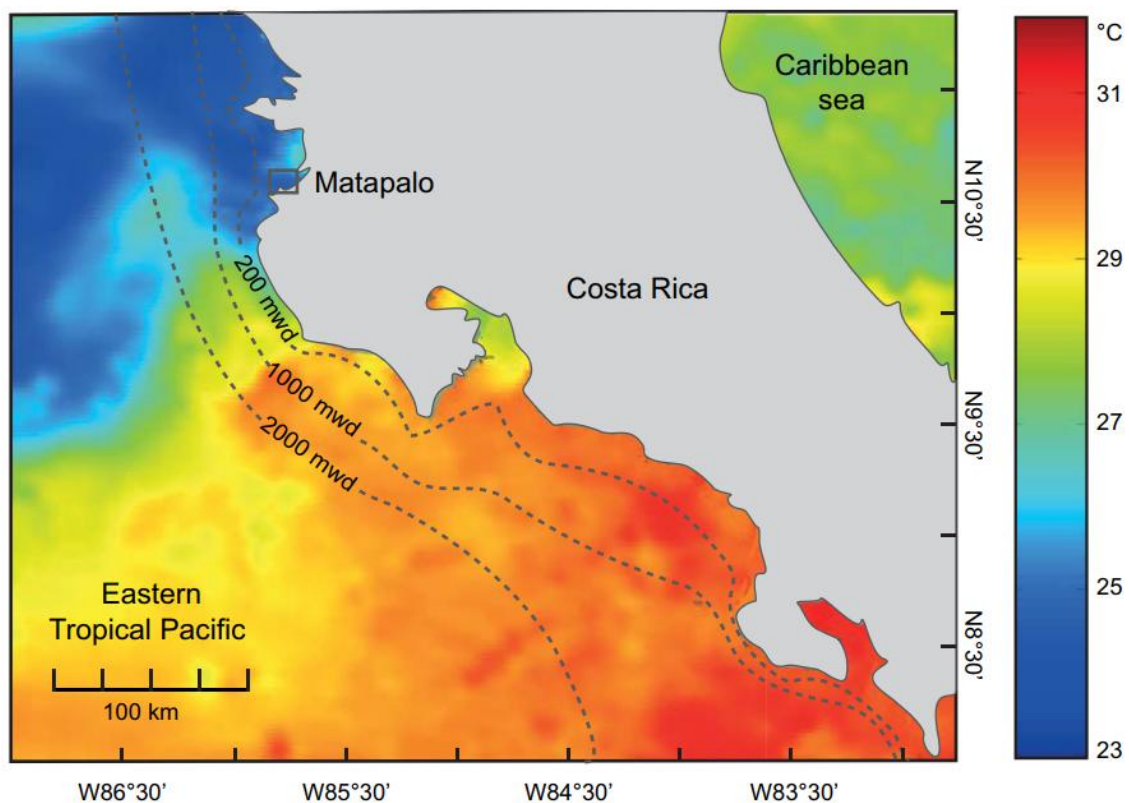 °C
Caribbean
sea
31
Matapalo
N10°30'
29
200 mwd
Costa Rica
1000 mwd
27
N9°30'
2000 mwd
Eastern
Tropical Pacific
25
N8°30'
100 km
23
W86°30'
W85°30'
W84°30'
W83°30'